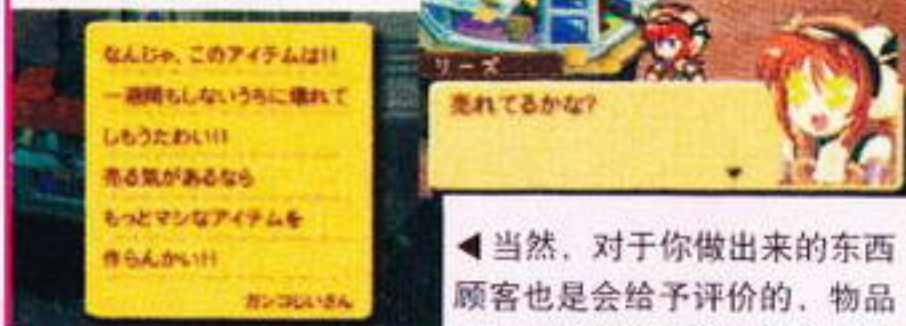 なんじゃ、このアイテムは!!
一週間もしないうちに壊れて
しもうたわい!!
売る気があるなら
もっとマシなアイテムを
作らんかい!!
ガンコじいさん
リーズ
売れてるかな?
◀当然，对于你做出来的东西
顾客也是会给予评价的，物品